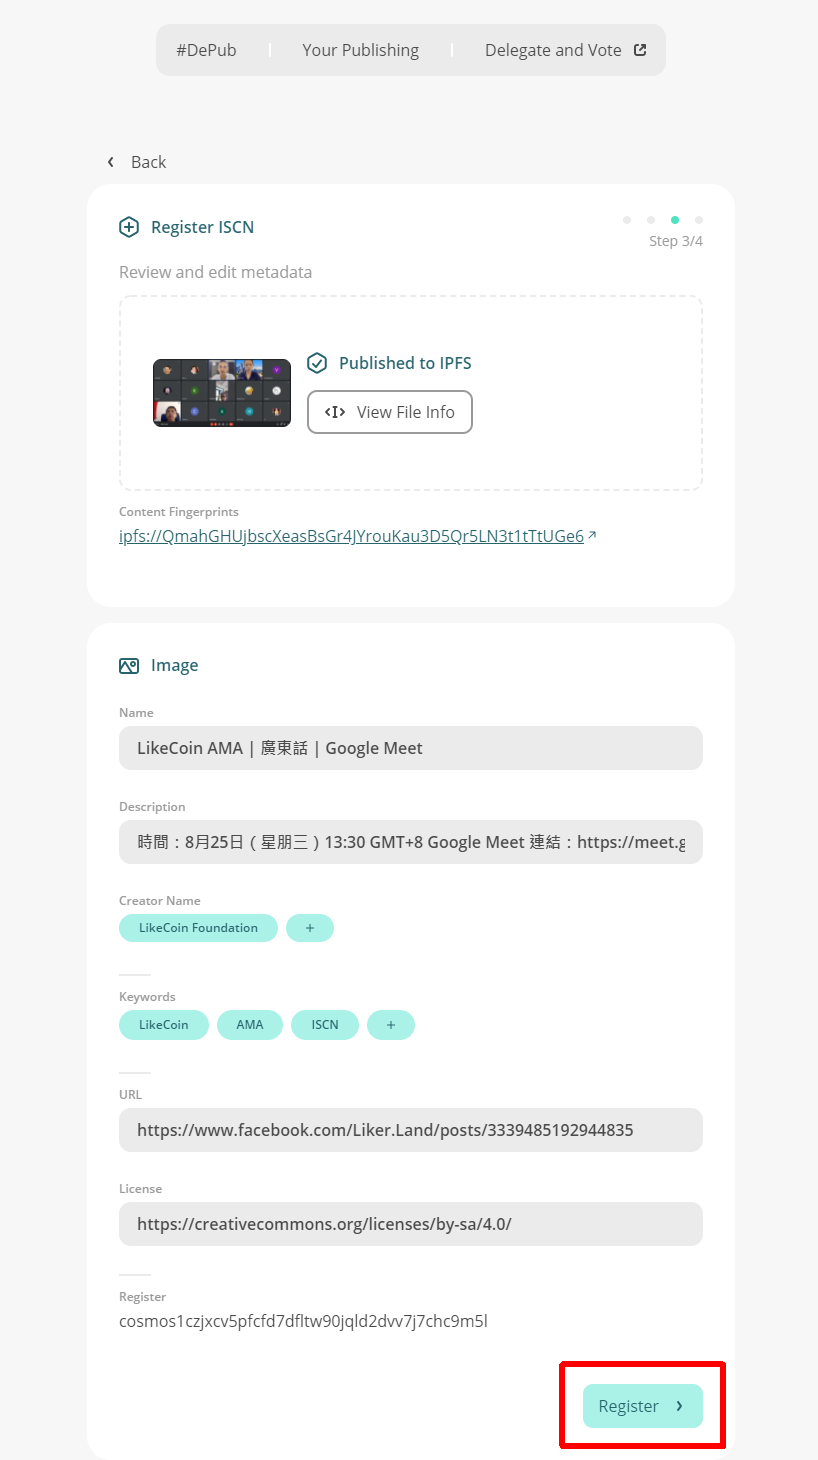 #DePub
Your Publishing
Delegate and Vote
Back
Register ISCN
Step 3/4
Review and edit metadata
Published to IPFS
View File Info
Content Fingerprints
ipfs://QmahGHUjbscXeasBsGr4JYrouKau3D5Qr5LN3t1tTtUGe6
Image
Name
LikeCoin AMA | 廣東話 | Google Meet
Description
時間：8月25日（星朋三）13:30 GMT+8 Google Meet 連結：https://meet.g
Creator Name
LikeCoin Foundation +
Keywords
LikeCoin AMA ISCN +
URL
https://www.facebook.com/Liker.Land/posts/3339485192944835
License
https://creativecommons.org/licenses/by-sa/4.0/
Register
cosmos1czjxcv5pfcfd7dfltw90jqld2dvv7j7chc9m5l
Register